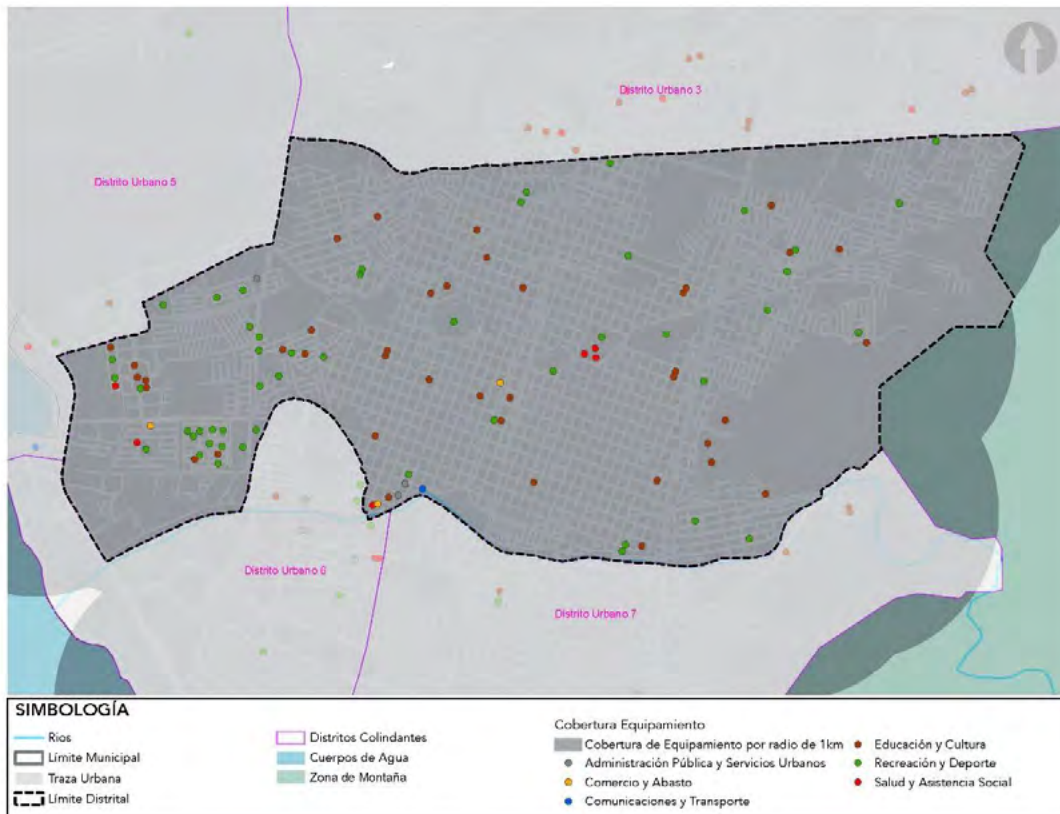 Distrito Urbano 3
Distrito Urbano 5
Distrito Urbano 6
Distrito Urbano 7
SIMBOLOGÍA
Ríos
Límite Municipal
Traza Urbana
Límite Distrital
Distritos Colindantes
Cuerpos de Agua
Zona de Montaña
Cobertura Equipamiento
Cobertura de Equipamiento por radio de 1km
Administración Pública y Servicios Urbanos
Comercio y Abasto
Comunicaciones y Transporte
Educación y Cultura
Recreación y Deporte
Salud y Asistencia Social